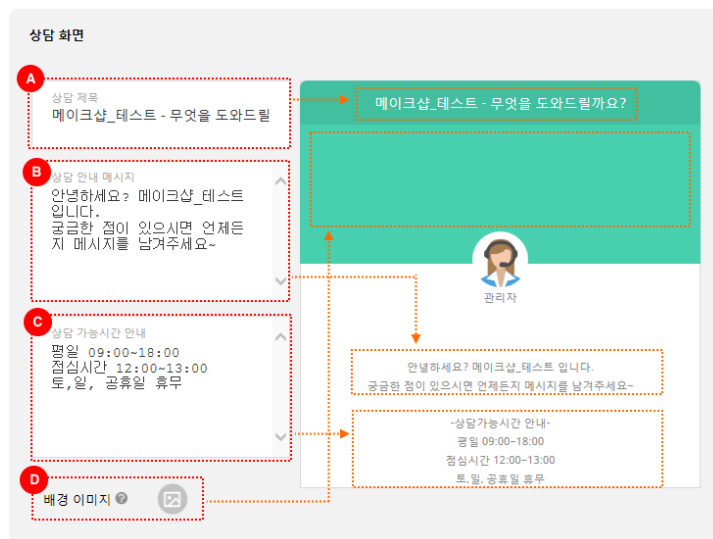 상담 화면
A
상담 제목
메이크샵_테스트 - 무엇을 도와드릴
메이크샵_테스트 - 무엇을 도와드릴까요?
B
상담 안내 메시지
안녕하세요? 메이크샵_테스트
입니다.
궁금한 점이 있으시면 언제든
지 메시지를 남겨주세요~
관리자
C
상담 가능시간 안내
평일 09:00~18:00
점심시간 12:00~13:00
토,일, 공휴일 휴무
안녕하세요? 메이크샵_테스트 입니다.
궁금한 점이 있으시면 언제든지 메시지를 남겨주세요~
-상담가능시간 안내-
평일 09:00~18:00
점심시간 12:00~13:00
토,일, 공휴일 휴무
D
배경 이미지 ?